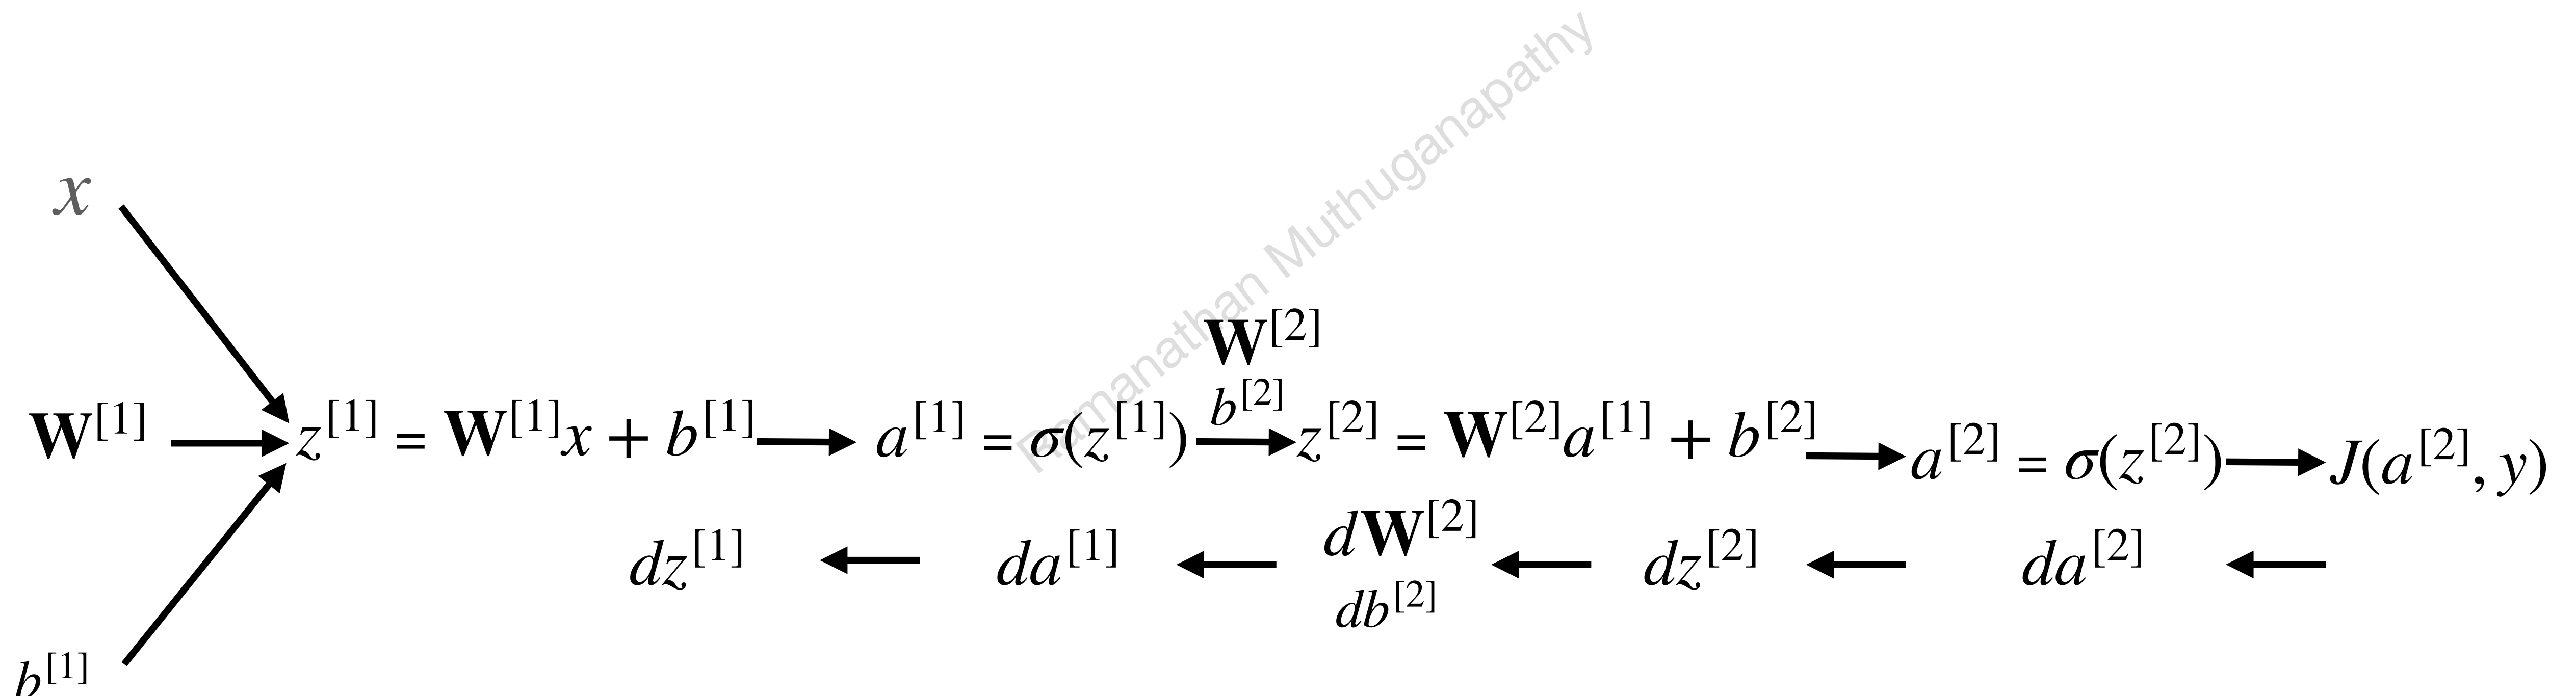 Ramanathan Muthuganapathy
x
W^[2]
b^[2]
W^[1] z^[1] = W^[1]x + b^[1] a^[1] = σ(z^[1]) z^[2] = W^[2]a^[1] + b^[2] a^[2] = σ(z^[2]) J(a^[2], y)
dz^[1] da^[1] dW^[2] dz^[2] da^[2]
db^[2]
b^[1]